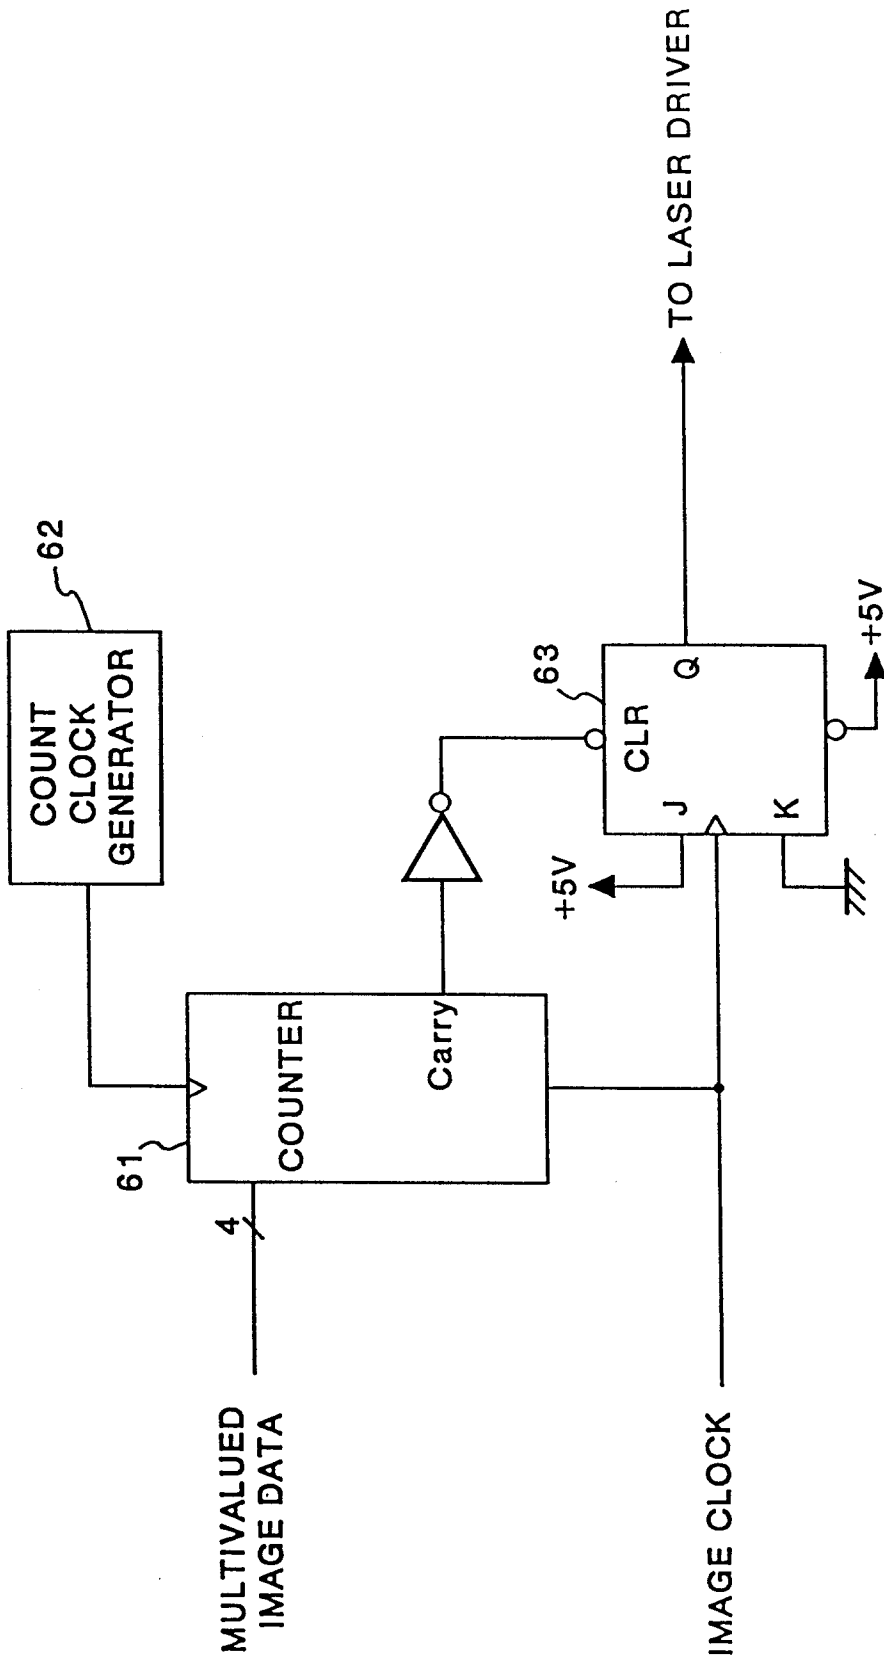 COUNT
CLOCK
GENERATOR
62
61
COUNTER
Carry
4
MULTIVALUED
IMAGE DATA
IMAGE CLOCK
63
CLR
J
K
Q
+5V
+5V
TO LASER DRIVER